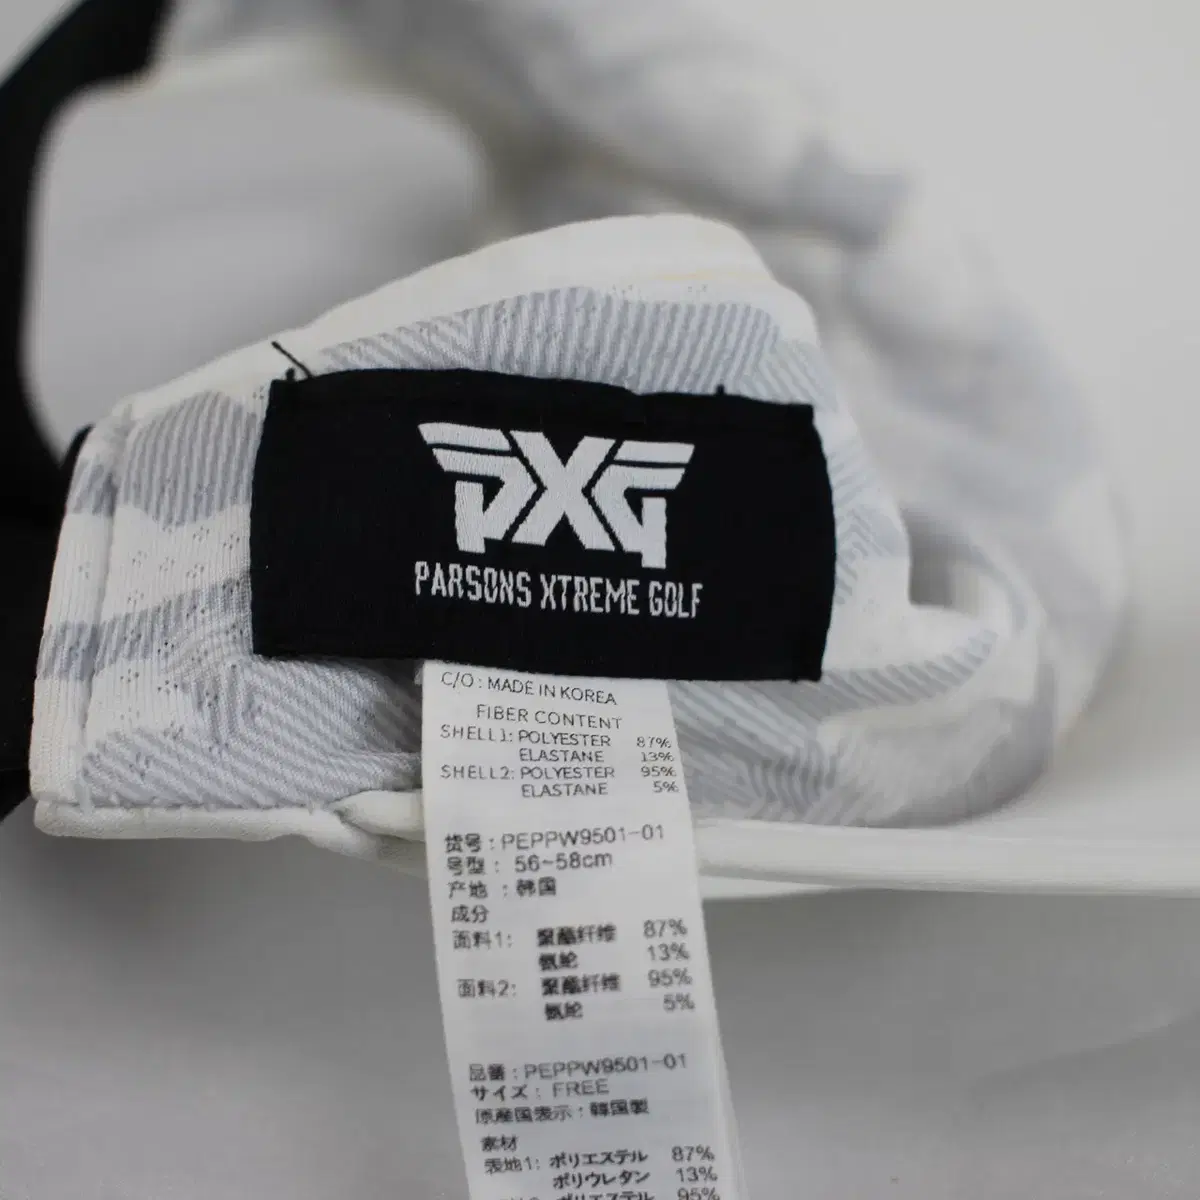 PXG
PARSONS XTREME GOLF
C/O : MADE IN KOREA
FIBER CONTENT
SHELL1: POLYESTER 87%
ELASTANE 13%
SHELL2: POLYESTER 95%
ELASTANE 5%
货号 : PEPPW9501-01
号型 : 56~58cm
产地 : 韩国
成分
面料1: 聚酯纤维 87%
氨纶 13%
面料2: 聚酯纤维 95%
氨纶 5%
品番 : PEPPW9501-01
サイズ : FREE
原産国表示 : 韓国製
素材
表地1: ポリエステル 87%
ポリウレタン 13%
ポリエステル 95%